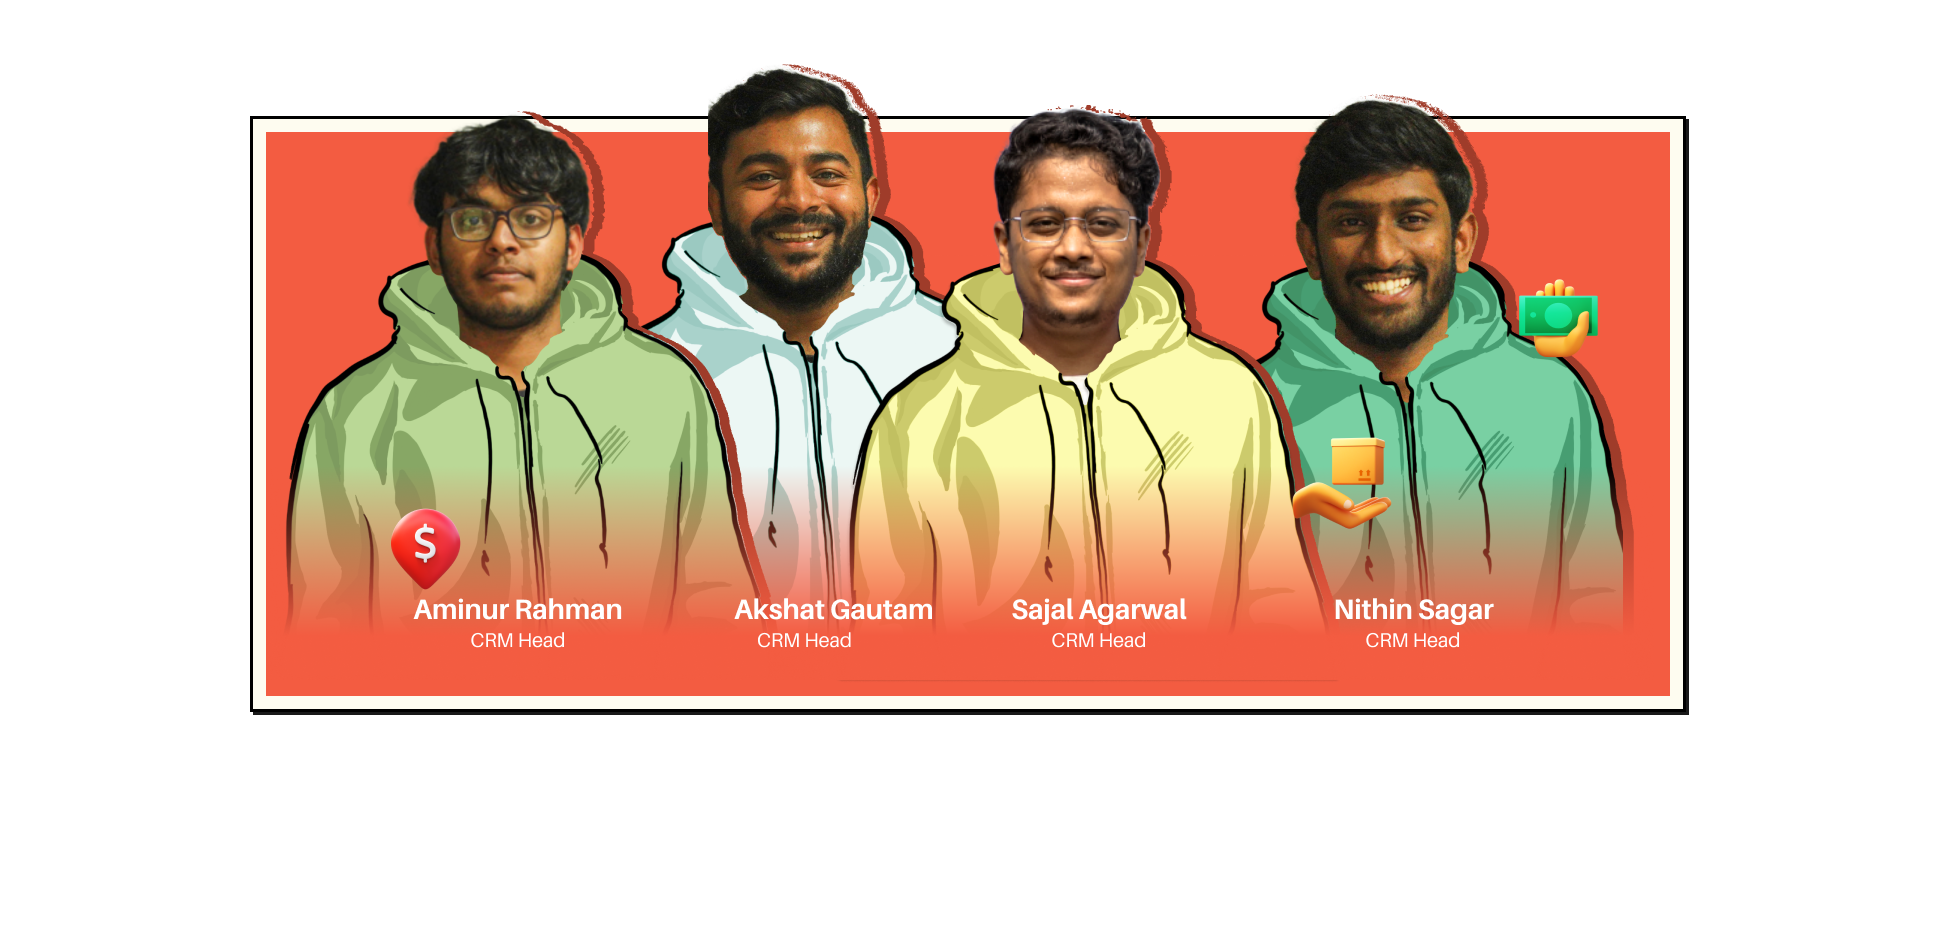 $
Aminur Rahman
CRM Head
Akshat Gautam
CRM Head
Sajal Agarwal
CRM Head
Nithin Sagar
CRM Head